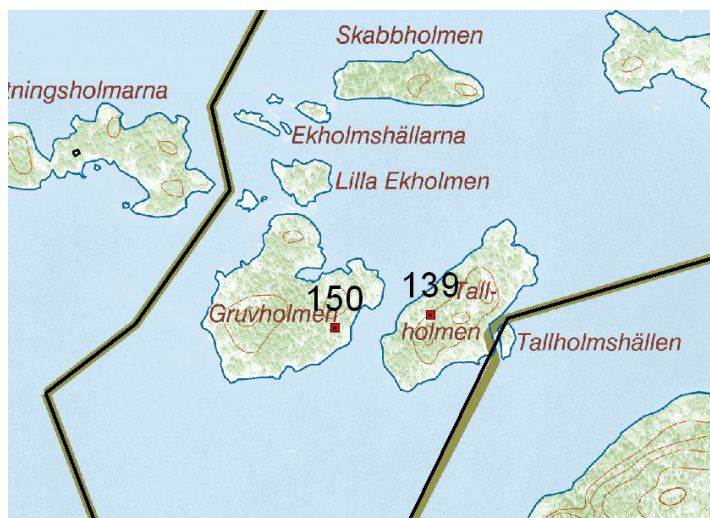 Skabbholmen
tningsholmarna
Ekholmshällarna
Lilla Ekholmen
150
139
Gruvholmen
Tall-
holmen
Tallholmshällen